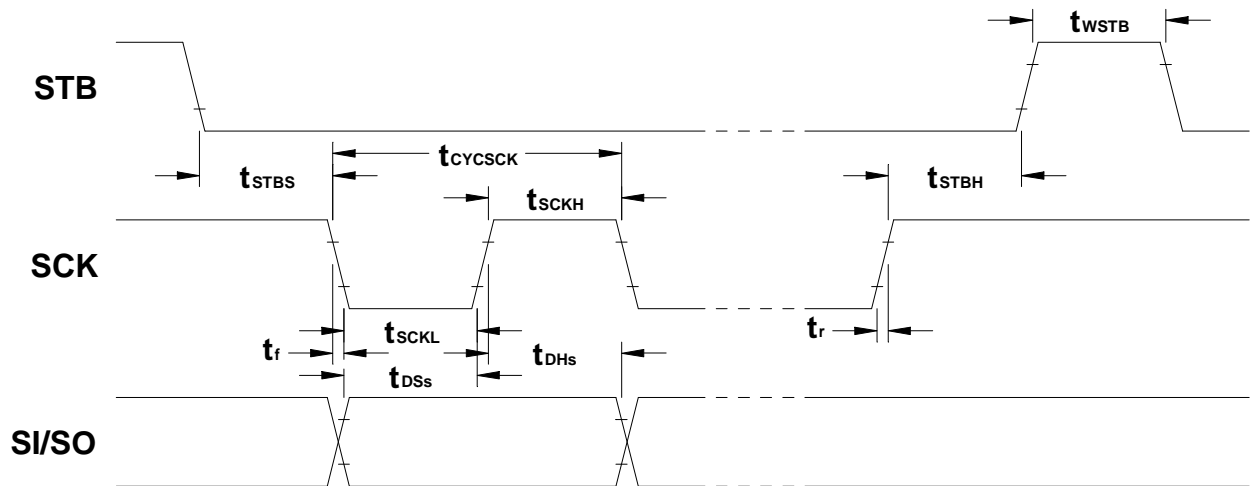 tWSTB
STB
tCYCSCK
tSTBS
tSTBH
tSCKH
SCK
tSCKL
tr
tf
tDHs
tDSs
SI/SO